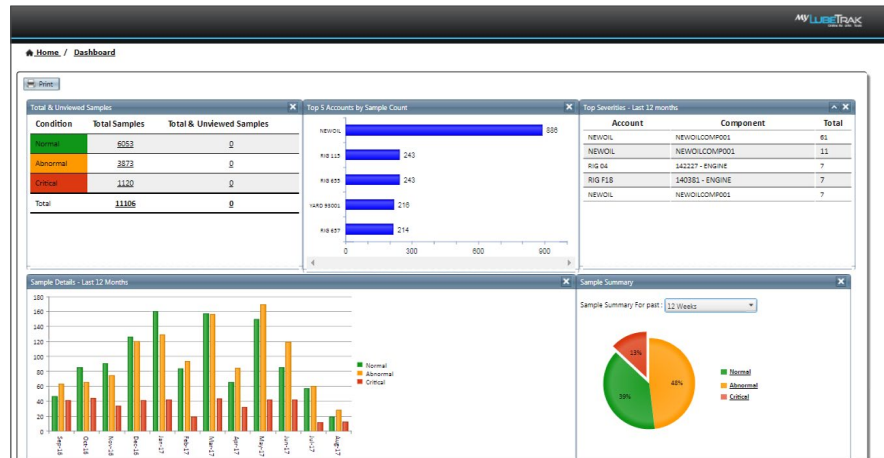 MY LUBETRAK
Home / Dashboard
Print
Total & Unviewed Samples
Condition Total Samples Total & Unviewed Samples
Normal 6053 0
Abnormal 3873 0
Critical 1120 0
Total 11106 0
Top 5 Accounts by Sample Count
NEWOIL 886
RIG 115 243
RIG 655 243
YARD 93001 216
RIG 657 214
0 300 600 900
Top Severities - Last 12 months
Account Component Total
NEWOIL NEWOILCOMP001 61
NEWOIL NEWOILCOMP001 11
RIG 04 142227 - ENGINE 7
RIG F18 140381 - ENGINE 7
NEWOIL NEWOILCOMP001 7
Sample Details - Last 12 Months
180
160
140
120
100
80
60
40
20
0
Sep-16 Oct-16 Nov-16 Dec-16 Jan-17 Feb-17 Mar-17 Apr-17 May-17 Jun-17 Jul-17 Aug-17
Normal
Abnormal
Critical
Sample Summary
Sample Summary For past : 12 Weeks
13%
48%
39%
Normal
Abnormal
Critical